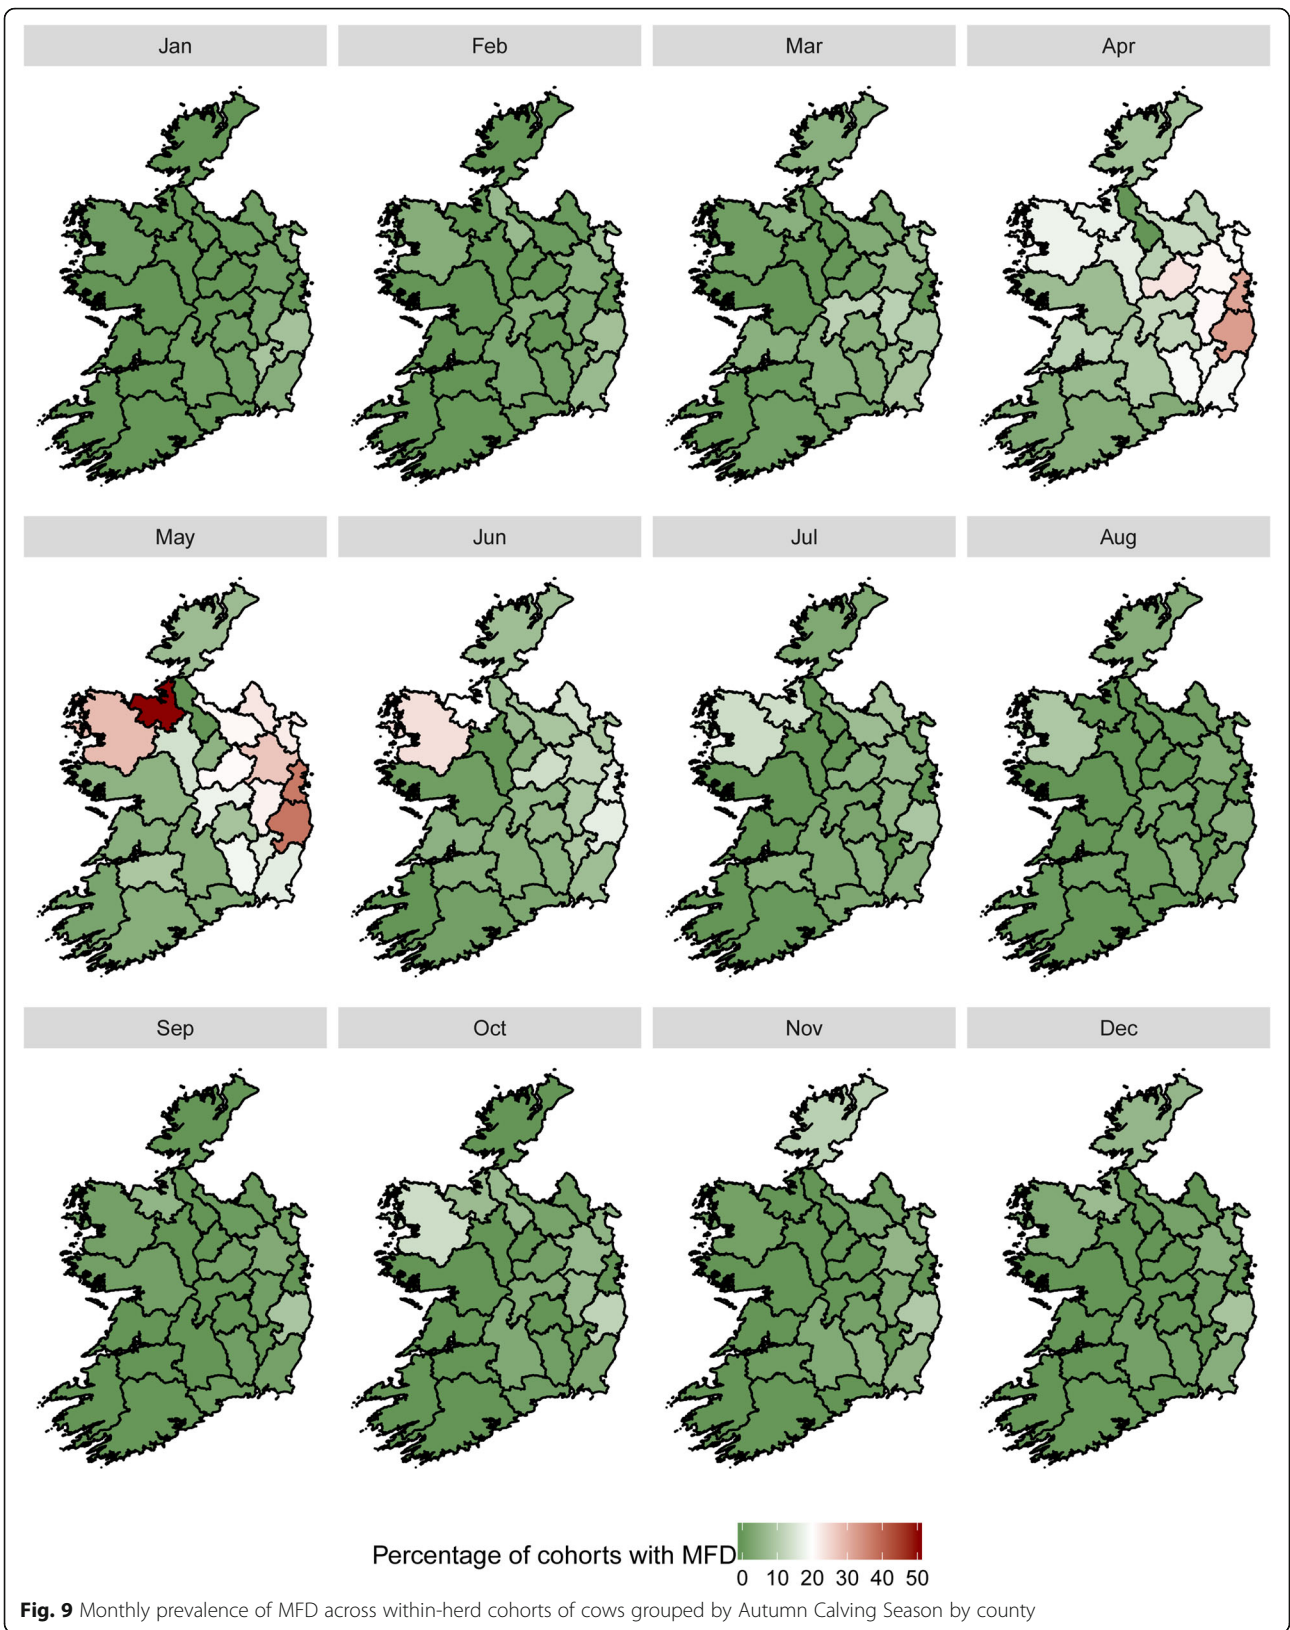 Jan Feb Mar Apr
May Jun Jul Aug
Sep Oct Nov Dec
Percentage of cohorts with MFD
0 10 20 30 40 50
Fig. 9 Monthly prevalence of MFD across within-herd cohorts of cows grouped by Autumn Calving Season by county